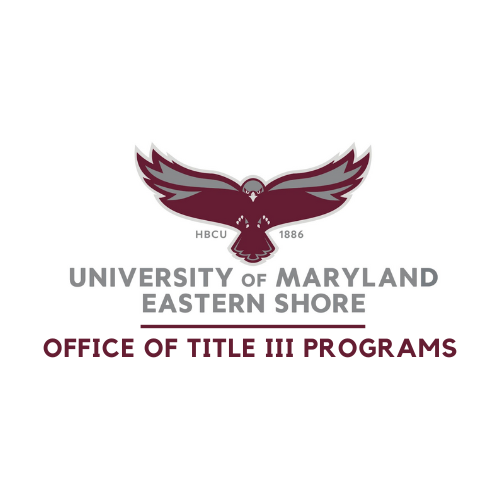 HBCU 1886
UNIVERSITY OF MARYLAND
EASTERN SHORE
OFFICE OF TITLE III PROGRAMS